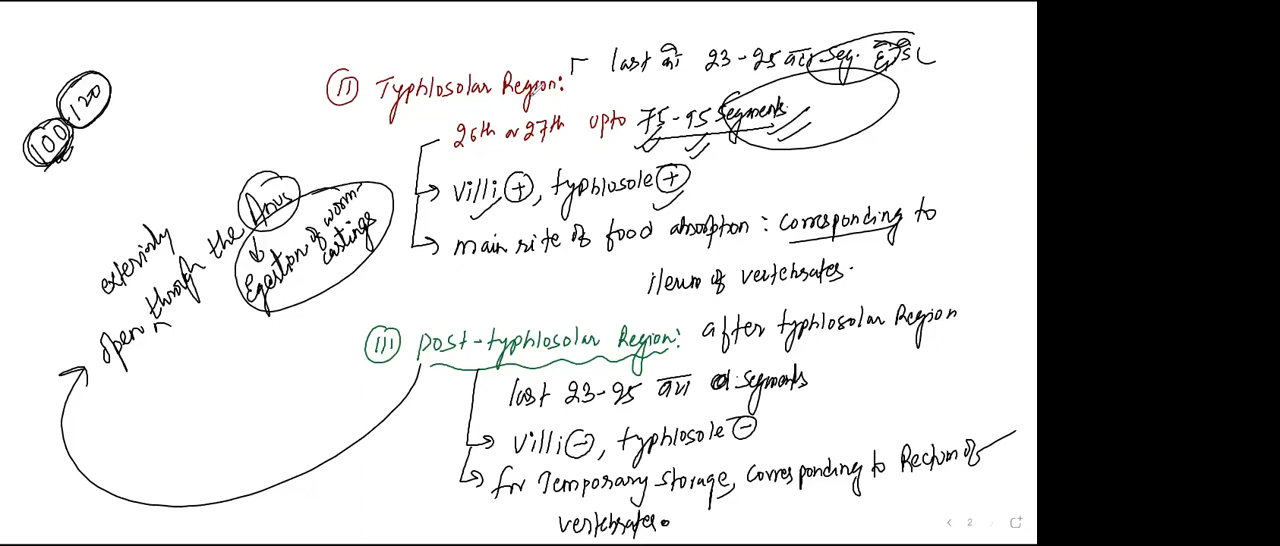 100 120
last के 23-25 वां Seg.
II Typhlosolar Region:
26th or 27th upto 75-95 Segments.
→ Villi ⊕, typhlosole ⊕
→ main site of food absorption : corresponding to
ileum of vertebrates.
III Post-typhlosolar Region: after typhlosolar Region
last 23-25 वां segments
→ Villi ⊖, typhlosole ⊖
→ for Temporary storage, corresponding to Rectum of
vertebrates.
open through the Anus
externally
↓
Egestion of worm-
castings
2